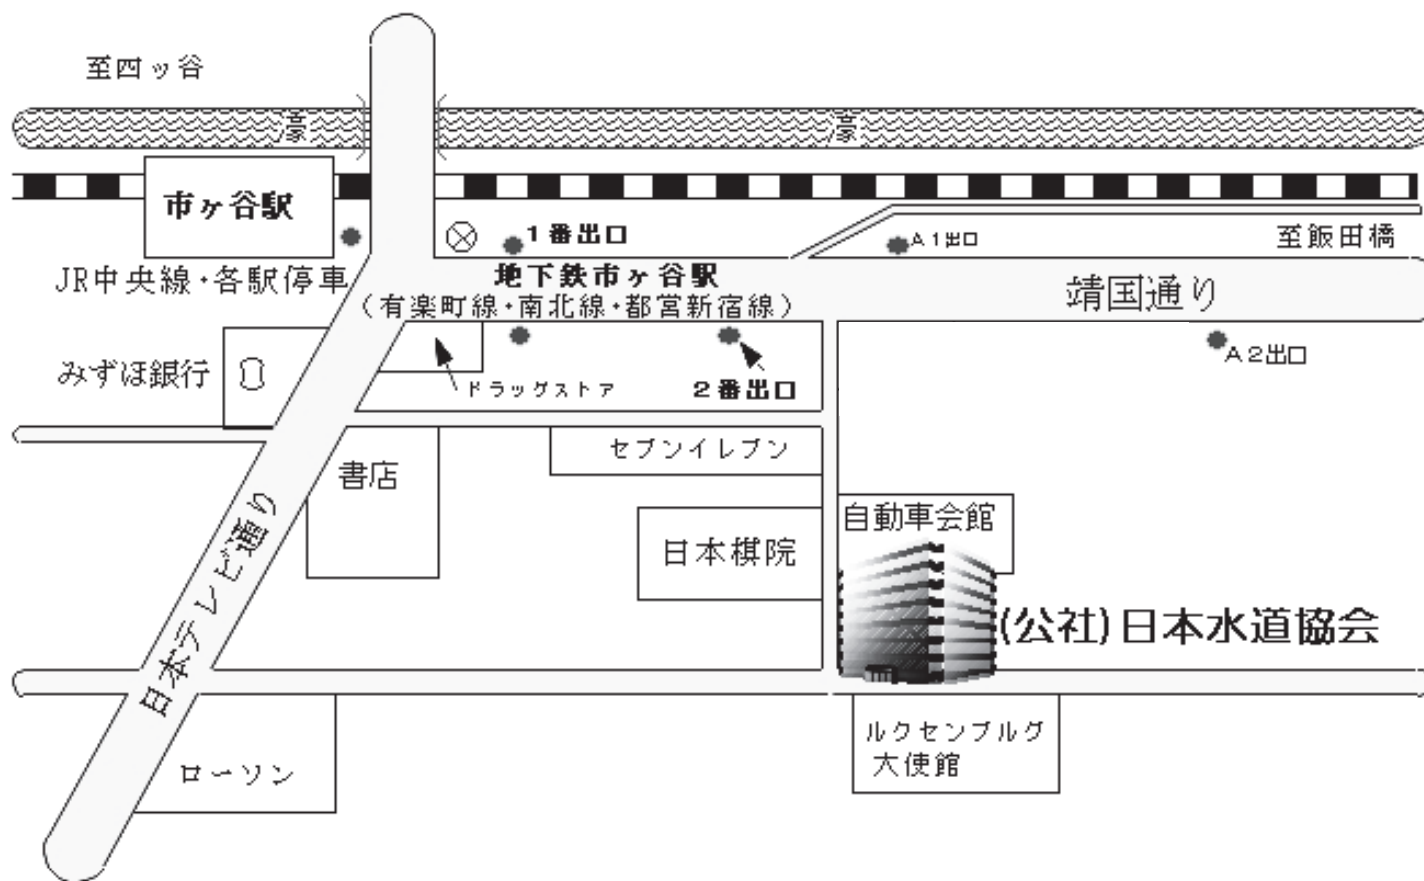 至四ッ谷
市ヶ谷駅
1番出口
A1出口
至飯田橋
JR中央線・各駅停車
地下鉄市ヶ谷駅
(有楽町線・南北線・都営新宿線)
靖国通り
みずほ銀行
ドラッグストア
2番出口
A2出口
セブンイレブン
書店
自動車会館
日本棋院
日本テレビ通り
(公社)日本水道協会
ルクセンブルグ
大使館
ローソン